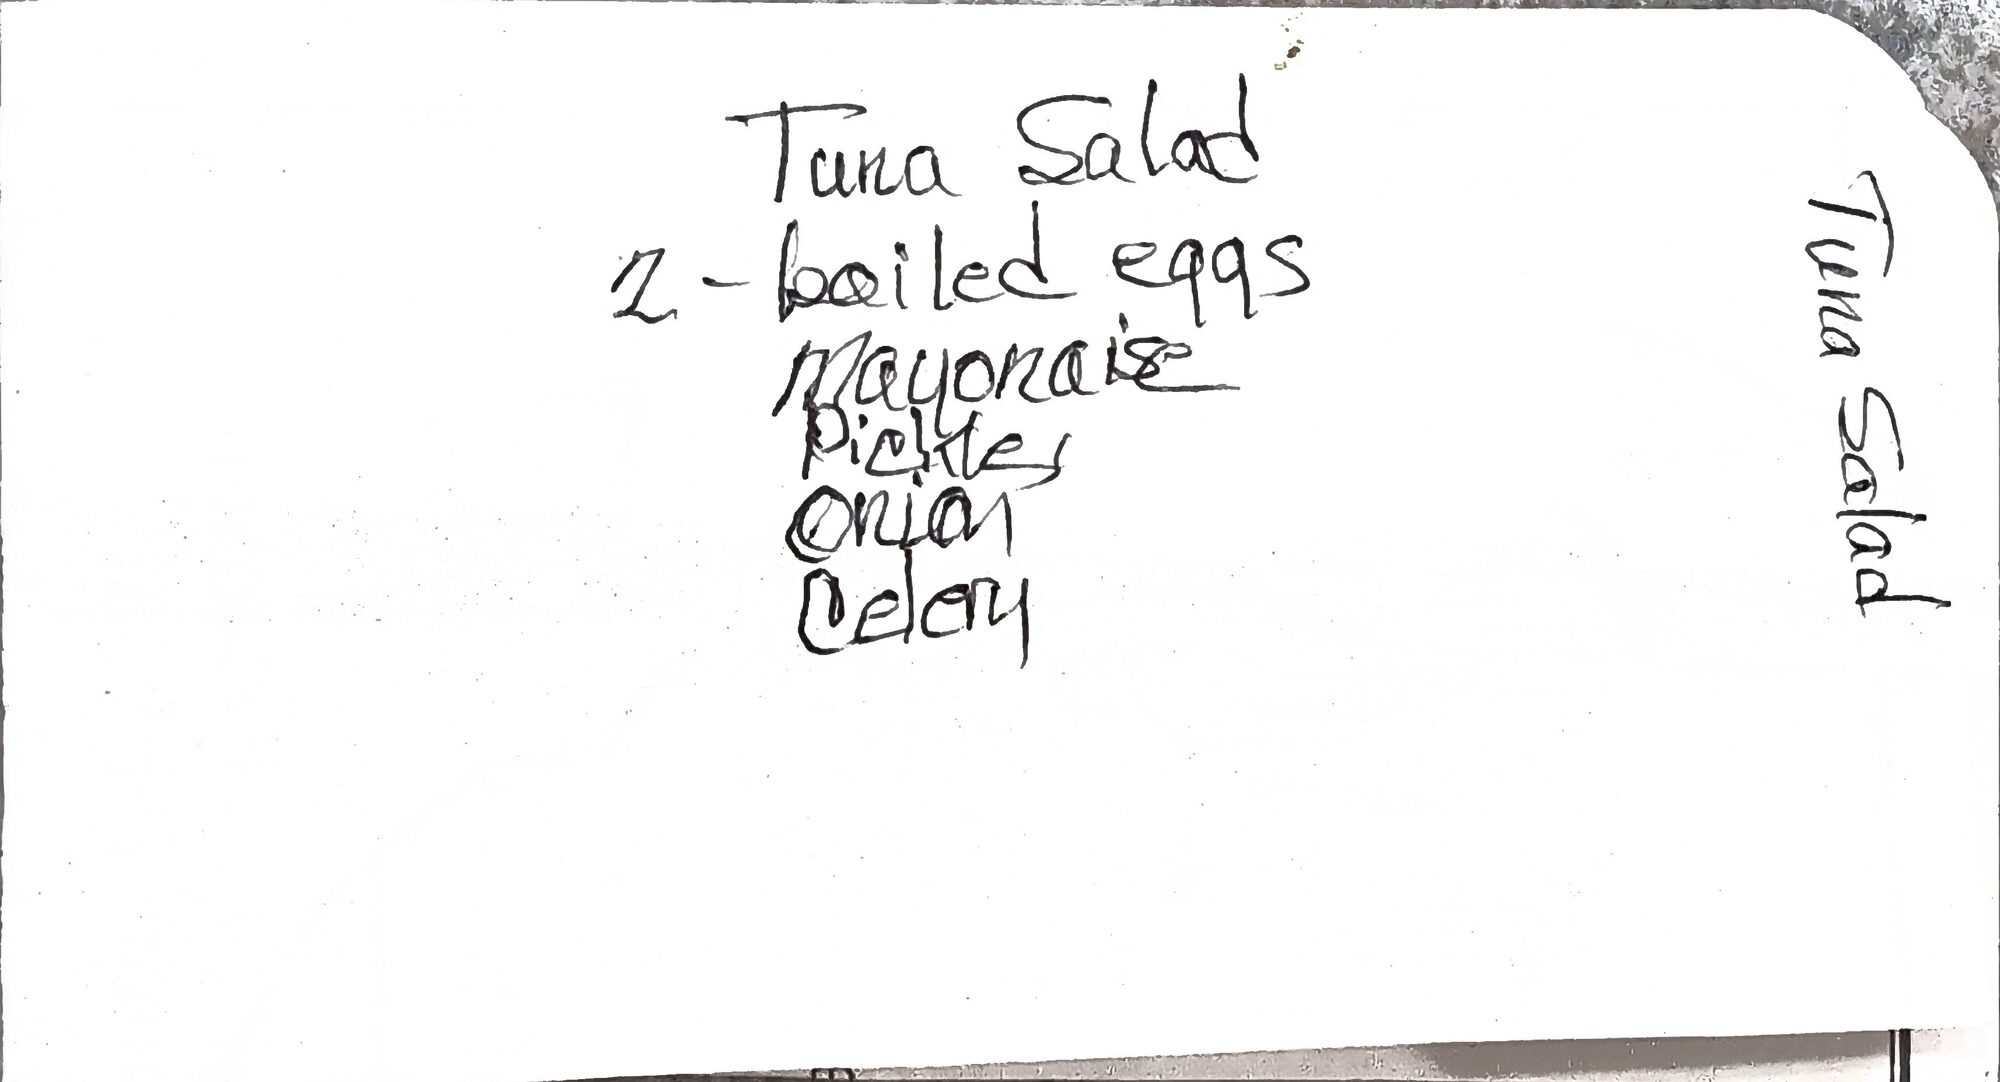 Tuna Salad
2 - boiled eggs
Mayonaise
Pickles
Onion
Celery
Tuna Salad